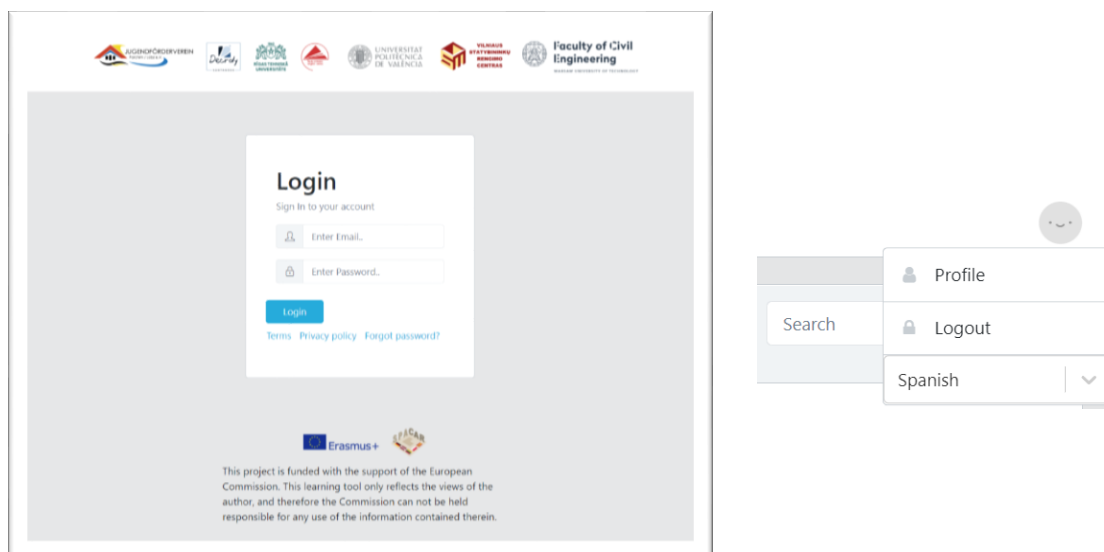 JUGENDFÖRDERVEREIN
Decody
RĪGAS TEHNISKĀ
UNIVERSITĀTE
UNIVERSITAT
POLITÈCNICA
DE VALÈNCIA
VILNIAUS
STATYBININKŲ
RENGIMO
CENTRAS
Faculty of Civil
Engineering
WARSAW UNIVERSITY OF TECHNOLOGY
Login
Sign In to your account
Enter Email..
Enter Password..
Login
Terms Privacy policy Forgot password?
Erasmus+
This project is funded with the support of the European
Commission. This learning tool only reflects the views of the
author, and therefore the Commission can not be held
responsible for any use of the information contained therein.
Profile
Search
Logout
Spanish